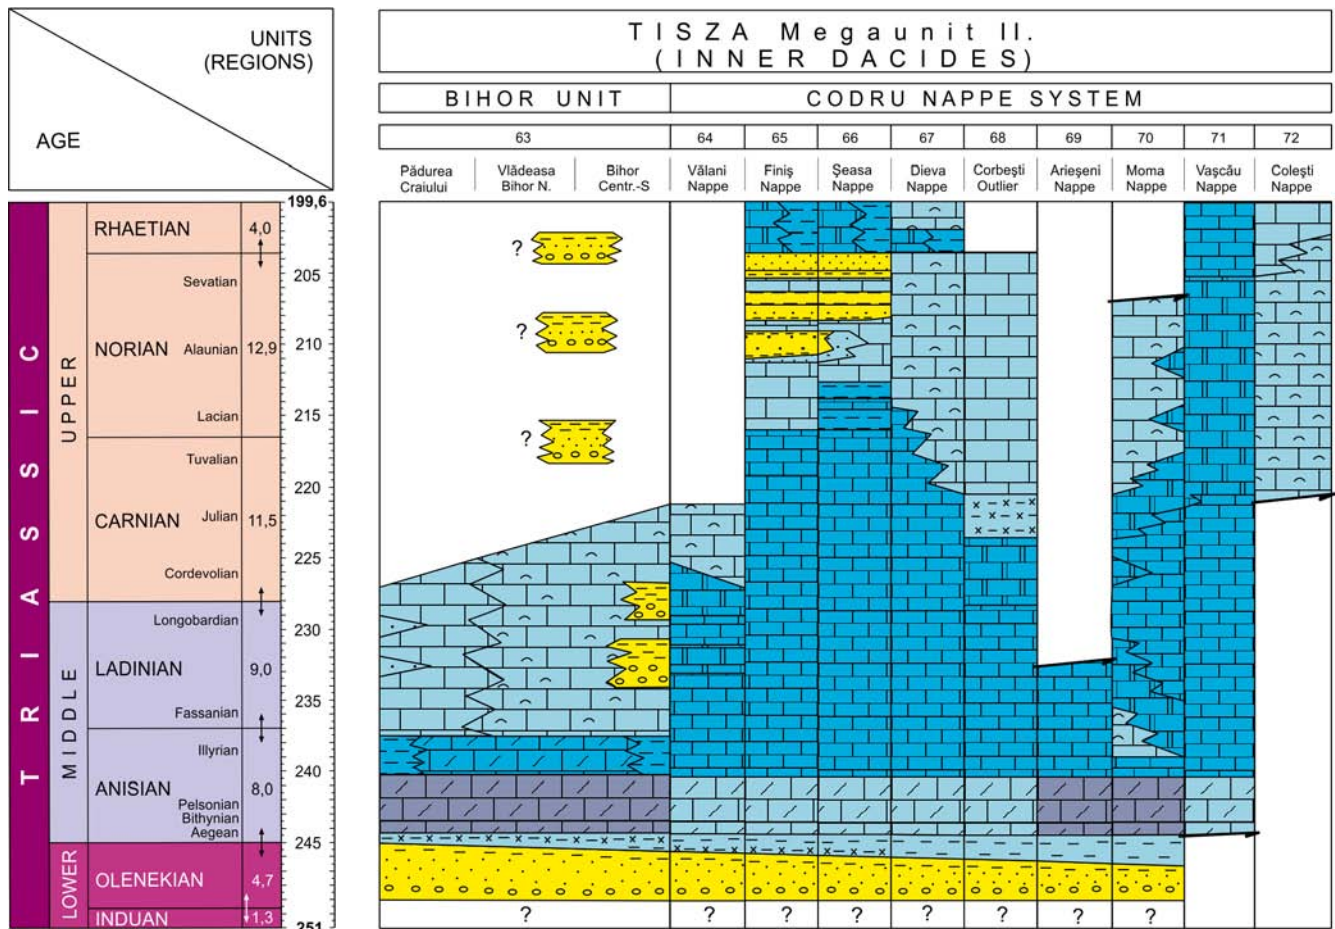 UNITS
(REGIONS)
AGE
TISZA Megaunit II.
(INNER DACIDES)
BIHOR UNIT
CODRU NAPPE SYSTEM
63 64 65 66 67 68 69 70 71 72
Pădurea Craiului
Vlădeasa Bihor N.
Bihor Centr.-S
Vălani Nappe
Finiş Nappe
Şeasa Nappe
Dieva Nappe
Corbeşti Outlier
Arieşeni Nappe
Moma Nappe
Vaşcău Nappe
Coleşti Nappe
TRIASSIC
UPPER
RHAETIAN 4,0
Sevatian
NORIAN Alaunian 12,9
Lacian
Tuvalian
CARNIAN Julian 11,5
Cordevolian
MIDDLE
Longobardian
LADINIAN 9,0
Fassanian
Illyrian
ANISIAN 8,0
Pelsonian
Bithynian
Aegean
LOWER
OLENEKIAN 4,7
INDUAN 1,3
199,6
205
210
215
220
225
230
235
240
245
251
?
?
?
? ? ? ? ? ? ? ?